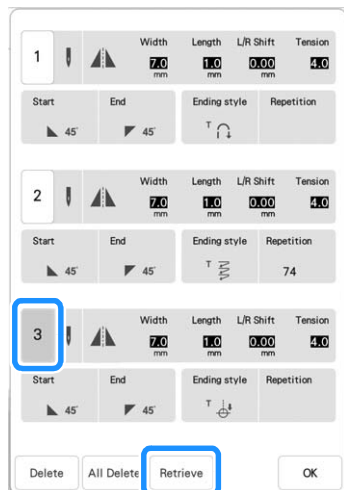 Width Length L/R Shift Tension
1 7.0 1.0 0.00 4.0
mm mm mm
Start End Ending style Repetition
45° 45° T
Width Length L/R Shift Tension
2 7.0 1.0 0.00 4.0
mm mm mm
Start End Ending style Repetition
45° 45° T 74
Width Length L/R Shift Tension
3 7.0 1.0 0.00 4.0
mm mm mm
Start End Ending style Repetition
45° 45° T
Delete All Delete Retrieve OK